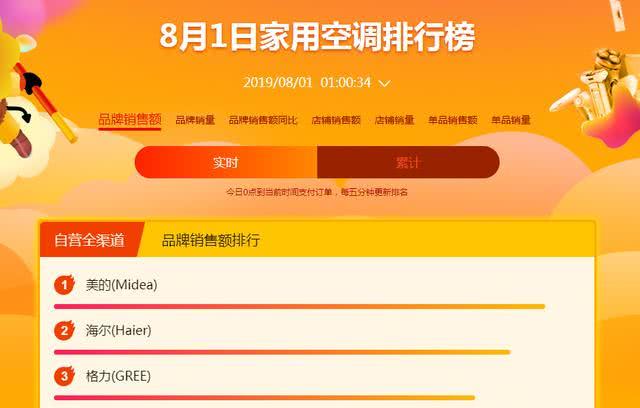 8月1日家用空调排行榜
2019/08/01 01:00:34
品牌销售额 品牌销量 品牌销售额同比 店铺销售额 店铺销量 单品销售额 单品销量
实时 累计
今日0点到当前时间支付订单，每五分钟更新排名
自营全渠道 品牌销售额排行
1 美的(Midea)
2 海尔(Haier)
3 格力(GREE)